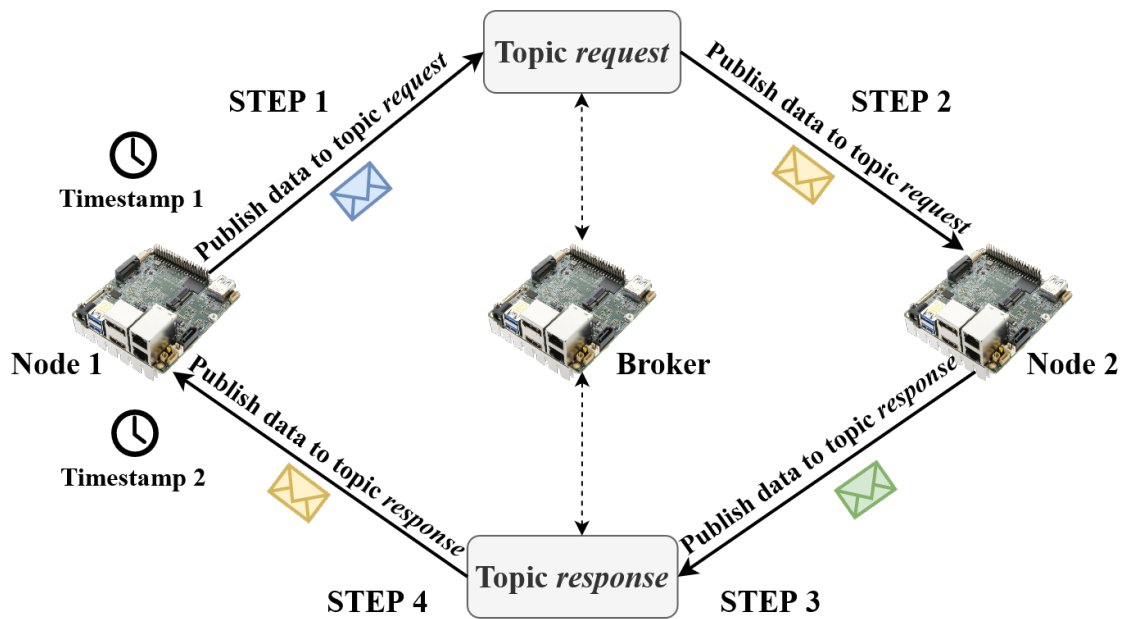 Topic request
Publish data to topic request
Publish data to topic request
STEP 1
STEP 2
Timestamp 1
Node 1
Broker
Node 2
Publish data to topic response
Publish data to topic response
Timestamp 2
Topic response
STEP 4
STEP 3